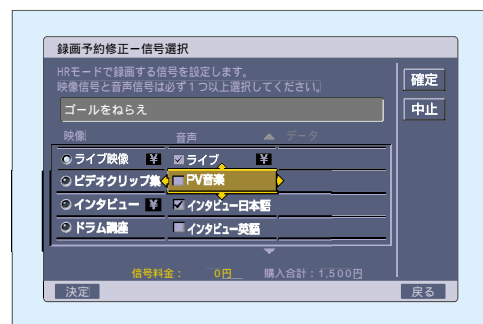 録画予約修正ー信号選択
HRモードで録画する信号を設定します。
映像信号と音声信号は必ず1つ以上選択してください。
確定
ゴールをねらえ
中止
映像 音声 データ
ライブ映像 ¥ ライブ ¥
ビデオクリップ集 PV音楽
インタビュー ¥ インタビュー日本語
ドラム講座 インタビュー英語
信号料金: 0円 購入合計:1,500円
決定 戻る